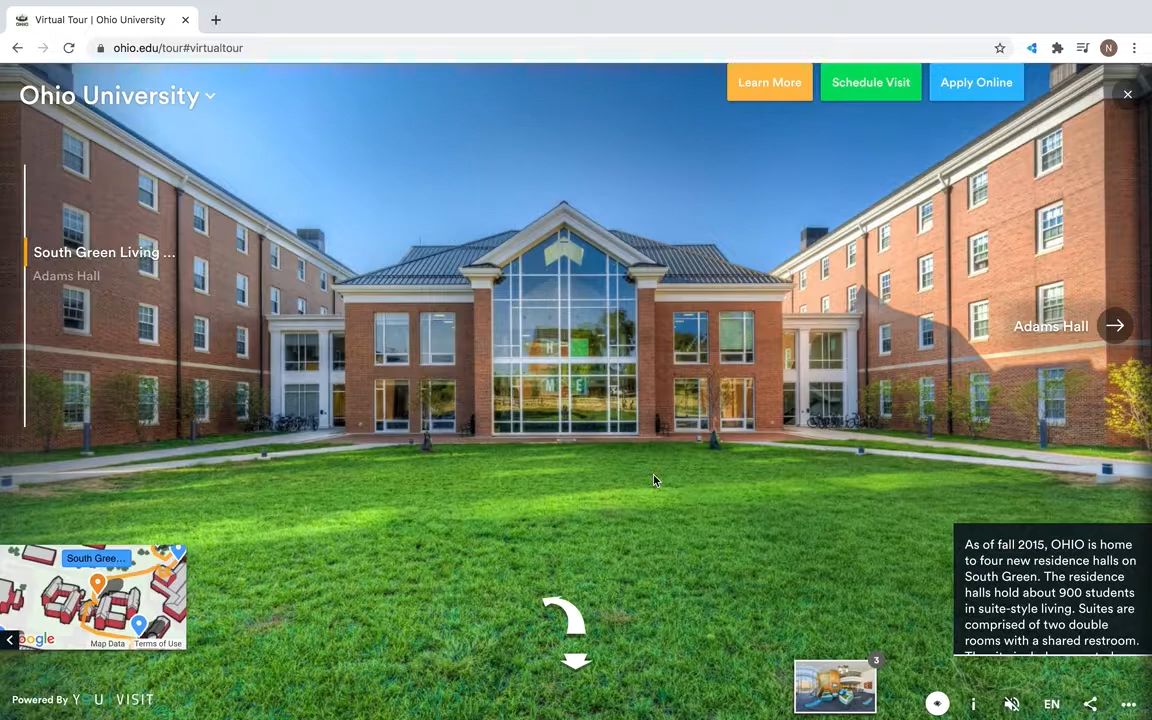 OHIO
Virtual Tour | Ohio University
ohio.edu/tour#virtualtour
N
Ohio University
Learn More
Schedule Visit
Apply Online
South Green Living ...
Adams Hall
H
M E
Adams Hall
South Gree...
oogle
Map Data
Terms of Use
As of fall 2015, OHIO is home
to four new residence halls on
South Green. The residence
halls hold about 900 students
in suite-style living. Suites are
comprised of two double
rooms with a shared restroom.
3
Powered By YOUVISIT
i
EN